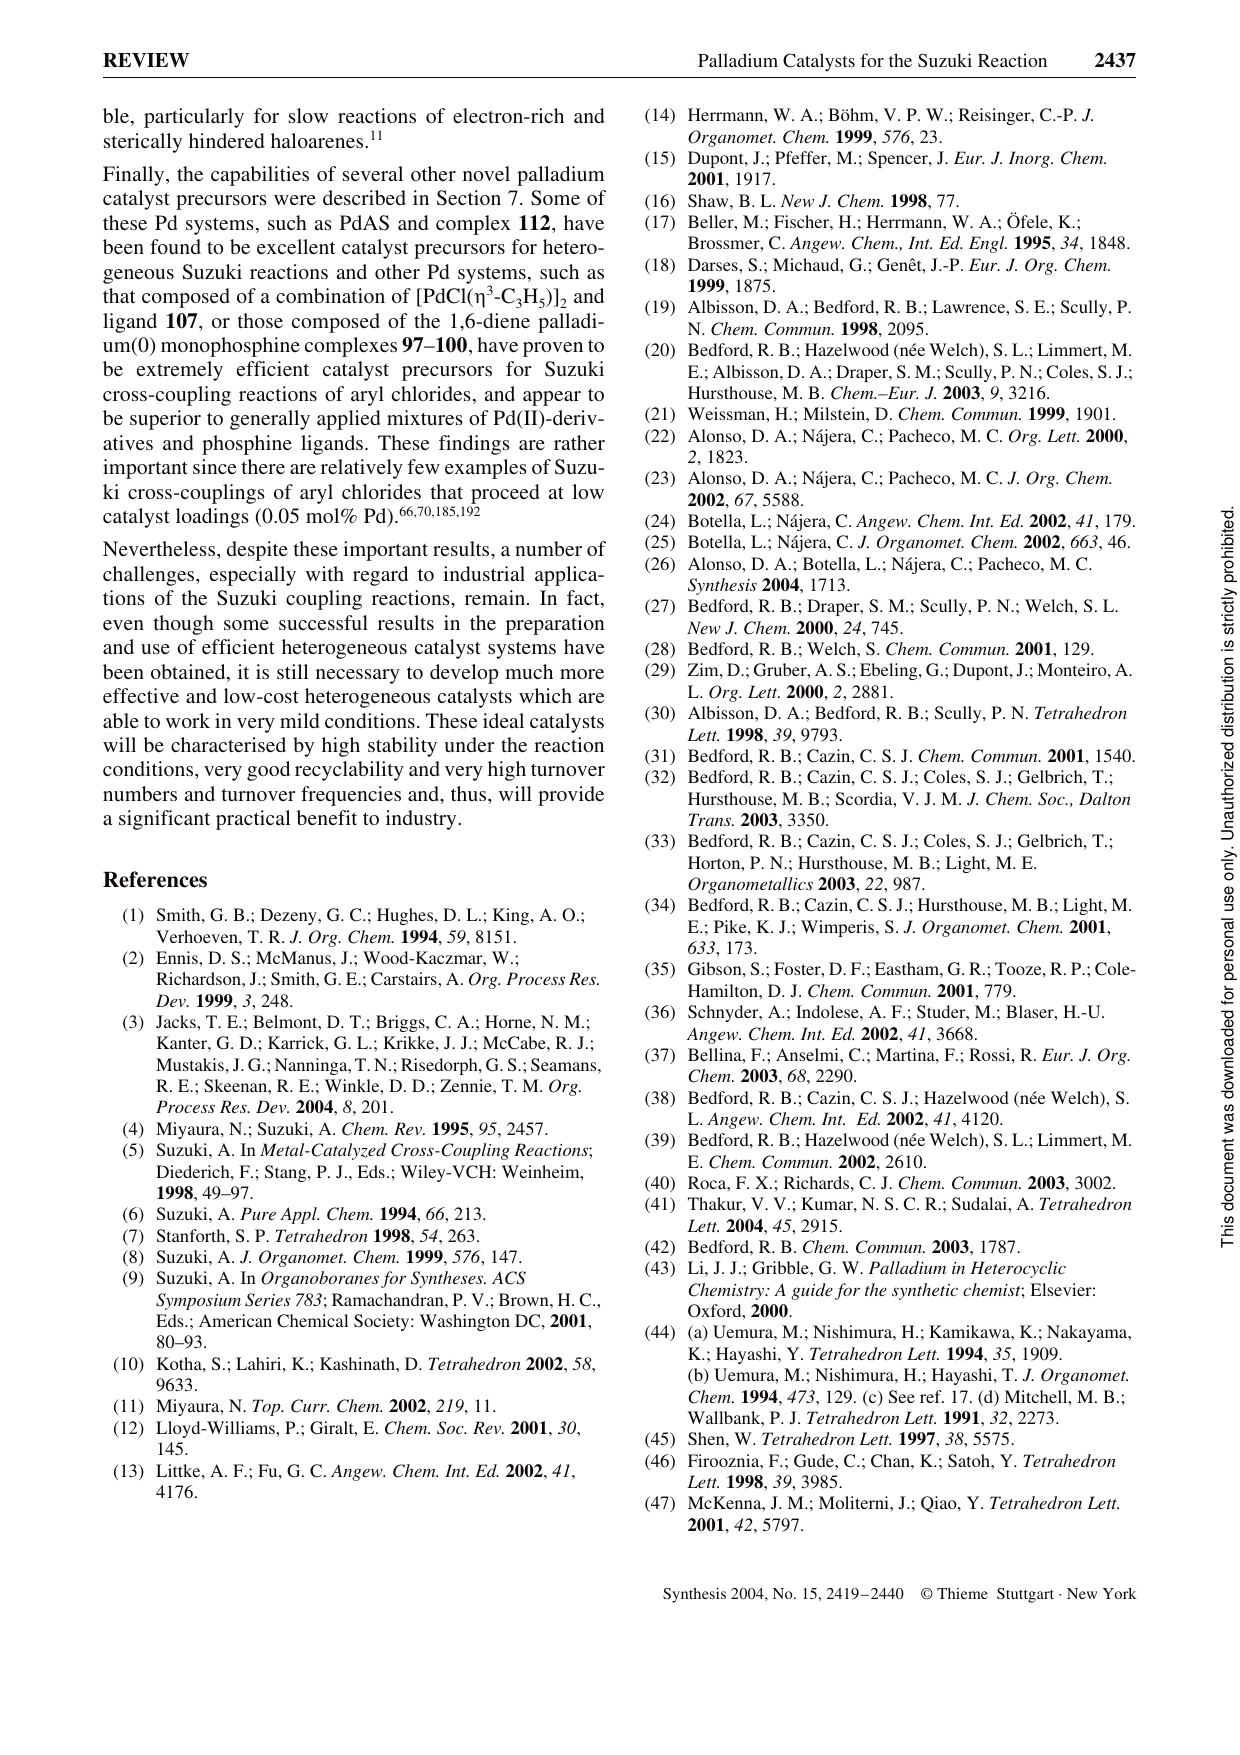 REVIEW
Palladium Catalysts for the Suzuki Reaction 2437
ble, particularly for slow reactions of electron-rich and
sterically hindered haloarenes.11
Finally, the capabilities of several other novel palladium
catalyst precursors were described in Section 7. Some of
these Pd systems, such as PdAS and complex 112, have
been found to be excellent catalyst precursors for hetero-
geneous Suzuki reactions and other Pd systems, such as
that composed of a combination of [PdCl(η3-C3H5)]2 and
ligand 107, or those composed of the 1,6-diene palladi-
um(0) monophosphine complexes 97–100, have proven to
be extremely efficient catalyst precursors for Suzuki
cross-coupling reactions of aryl chlorides, and appear to
be superior to generally applied mixtures of Pd(II)-deriv-
atives and phosphine ligands. These findings are rather
important since there are relatively few examples of Suzu-
ki cross-couplings of aryl chlorides that proceed at low
catalyst loadings (0.05 mol% Pd).66,70,185,192
Nevertheless, despite these important results, a number of
challenges, especially with regard to industrial applica-
tions of the Suzuki coupling reactions, remain. In fact,
even though some successful results in the preparation
and use of efficient heterogeneous catalyst systems have
been obtained, it is still necessary to develop much more
effective and low-cost heterogeneous catalysts which are
able to work in very mild conditions. These ideal catalysts
will be characterised by high stability under the reaction
conditions, very good recyclability and very high turnover
numbers and turnover frequencies and, thus, will provide
a significant practical benefit to industry.
References
(1) Smith, G. B.; Dezeny, G. C.; Hughes, D. L.; King, A. O.;
Verhoeven, T. R. J. Org. Chem. 1994, 59, 8151.
(2) Ennis, D. S.; McManus, J.; Wood-Kaczmar, W.;
Richardson, J.; Smith, G. E.; Carstairs, A. Org. Process Res.
Dev. 1999, 3, 248.
(3) Jacks, T. E.; Belmont, D. T.; Briggs, C. A.; Horne, N. M.;
Kanter, G. D.; Karrick, G. L.; Krikke, J. J.; McCabe, R. J.;
Mustakis, J. G.; Nanninga, T. N.; Risedorph, G. S.; Seamans,
R. E.; Skeenan, R. E.; Winkle, D. D.; Zennie, T. M. Org.
Process Res. Dev. 2004, 8, 201.
(4) Miyaura, N.; Suzuki, A. Chem. Rev. 1995, 95, 2457.
(5) Suzuki, A. In Metal-Catalyzed Cross-Coupling Reactions;
Diederich, F.; Stang, P. J., Eds.; Wiley-VCH: Weinheim,
1998, 49–97.
(6) Suzuki, A. Pure Appl. Chem. 1994, 66, 213.
(7) Stanforth, S. P. Tetrahedron 1998, 54, 263.
(8) Suzuki, A. J. Organomet. Chem. 1999, 576, 147.
(9) Suzuki, A. In Organoboranes for Syntheses. ACS
Symposium Series 783; Ramachandran, P. V.; Brown, H. C.,
Eds.; American Chemical Society: Washington DC, 2001,
80–93.
(10) Kotha, S.; Lahiri, K.; Kashinath, D. Tetrahedron 2002, 58,
9633.
(11) Miyaura, N. Top. Curr. Chem. 2002, 219, 11.
(12) Lloyd-Williams, P.; Giralt, E. Chem. Soc. Rev. 2001, 30,
145.
(13) Littke, A. F.; Fu, G. C. Angew. Chem. Int. Ed. 2002, 41,
4176.
(14) Herrmann, W. A.; Böhm, V. P. W.; Reisinger, C.-P. J.
Organomet. Chem. 1999, 576, 23.
(15) Dupont, J.; Pfeffer, M.; Spencer, J. Eur. J. Inorg. Chem.
2001, 1917.
(16) Shaw, B. L. New J. Chem. 1998, 77.
(17) Beller, M.; Fischer, H.; Herrmann, W. A.; Öfele, K.;
Brossmer, C. Angew. Chem., Int. Ed. Engl. 1995, 34, 1848.
(18) Darses, S.; Michaud, G.; Genêt, J.-P. Eur. J. Org. Chem.
1999, 1875.
(19) Albisson, D. A.; Bedford, R. B.; Lawrence, S. E.; Scully, P.
N. Chem. Commun. 1998, 2095.
(20) Bedford, R. B.; Hazelwood (née Welch), S. L.; Limmert, M.
E.; Albisson, D. A.; Draper, S. M.; Scully, P. N.; Coles, S. J.;
Hursthouse, M. B. Chem.–Eur. J. 2003, 9, 3216.
(21) Weissman, H.; Milstein, D. Chem. Commun. 1999, 1901.
(22) Alonso, D. A.; Nájera, C.; Pacheco, M. C. Org. Lett. 2000,
2, 1823.
(23) Alonso, D. A.; Nájera, C.; Pacheco, M. C. J. Org. Chem.
2002, 67, 5588.
(24) Botella, L.; Nájera, C. Angew. Chem. Int. Ed. 2002, 41, 179.
(25) Botella, L.; Nájera, C. J. Organomet. Chem. 2002, 663, 46.
(26) Alonso, D. A.; Botella, L.; Nájera, C.; Pacheco, M. C.
Synthesis 2004, 1713.
(27) Bedford, R. B.; Draper, S. M.; Scully, P. N.; Welch, S. L.
New J. Chem. 2000, 24, 745.
(28) Bedford, R. B.; Welch, S. Chem. Commun. 2001, 129.
(29) Zim, D.; Gruber, A. S.; Ebeling, G.; Dupont, J.; Monteiro, A.
L. Org. Lett. 2000, 2, 2881.
(30) Albisson, D. A.; Bedford, R. B.; Scully, P. N. Tetrahedron
Lett. 1998, 39, 9793.
(31) Bedford, R. B.; Cazin, C. S. J. Chem. Commun. 2001, 1540.
(32) Bedford, R. B.; Cazin, C. S. J.; Coles, S. J.; Gelbrich, T.;
Hursthouse, M. B.; Scordia, V. J. M. J. Chem. Soc., Dalton
Trans. 2003, 3350.
(33) Bedford, R. B.; Cazin, C. S. J.; Coles, S. J.; Gelbrich, T.;
Horton, P. N.; Hursthouse, M. B.; Light, M. E.
Organometallics 2003, 22, 987.
(34) Bedford, R. B.; Cazin, C. S. J.; Hursthouse, M. B.; Light, M.
E.; Pike, K. J.; Wimperis, S. J. Organomet. Chem. 2001,
633, 173.
(35) Gibson, S.; Foster, D. F.; Eastham, G. R.; Tooze, R. P.; Cole-
Hamilton, D. J. Chem. Commun. 2001, 779.
(36) Schnyder, A.; Indolese, A. F.; Studer, M.; Blaser, H.-U.
Angew. Chem. Int. Ed. 2002, 41, 3668.
(37) Bellina, F.; Anselmi, C.; Martina, F.; Rossi, R. Eur. J. Org.
Chem. 2003, 68, 2290.
(38) Bedford, R. B.; Cazin, C. S. J.; Hazelwood (née Welch), S.
L. Angew. Chem. Int. Ed. 2002, 41, 4120.
(39) Bedford, R. B.; Hazelwood (née Welch), S. L.; Limmert, M.
E. Chem. Commun. 2002, 2610.
(40) Roca, F. X.; Richards, C. J. Chem. Commun. 2003, 3002.
(41) Thakur, V. V.; Kumar, N. S. C. R.; Sudalai, A. Tetrahedron
Lett. 2004, 45, 2915.
(42) Bedford, R. B. Chem. Commun. 2003, 1787.
(43) Li, J. J.; Gribble, G. W. Palladium in Heterocyclic
Chemistry: A guide for the synthetic chemist; Elsevier:
Oxford, 2000.
(44) (a) Uemura, M.; Nishimura, H.; Kamikawa, K.; Nakayama,
K.; Hayashi, Y. Tetrahedron Lett. 1994, 35, 1909.
(b) Uemura, M.; Nishimura, H.; Hayashi, T. J. Organomet.
Chem. 1994, 473, 129. (c) See ref. 17. (d) Mitchell, M. B.;
Wallbank, P. J. Tetrahedron Lett. 1991, 32, 2273.
(45) Shen, W. Tetrahedron Lett. 1997, 38, 5575.
(46) Firooznia, F.; Gude, C.; Chan, K.; Satoh, Y. Tetrahedron
Lett. 1998, 39, 3985.
(47) McKenna, J. M.; Moliterni, J.; Qiao, Y. Tetrahedron Lett.
2001, 42, 5797.
Synthesis 2004, No. 15, 2419–2440 © Thieme Stuttgart · New York
This document was downloaded for personal use only. Unauthorized distribution is strictly prohibited.